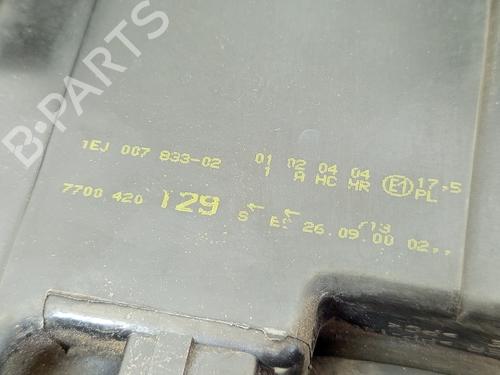 B-PARTS
1EJ 007 833-02 01 02 04 04 E1 17,5
1 A HC HR PL
7700 420 129 S 26.09.00 02